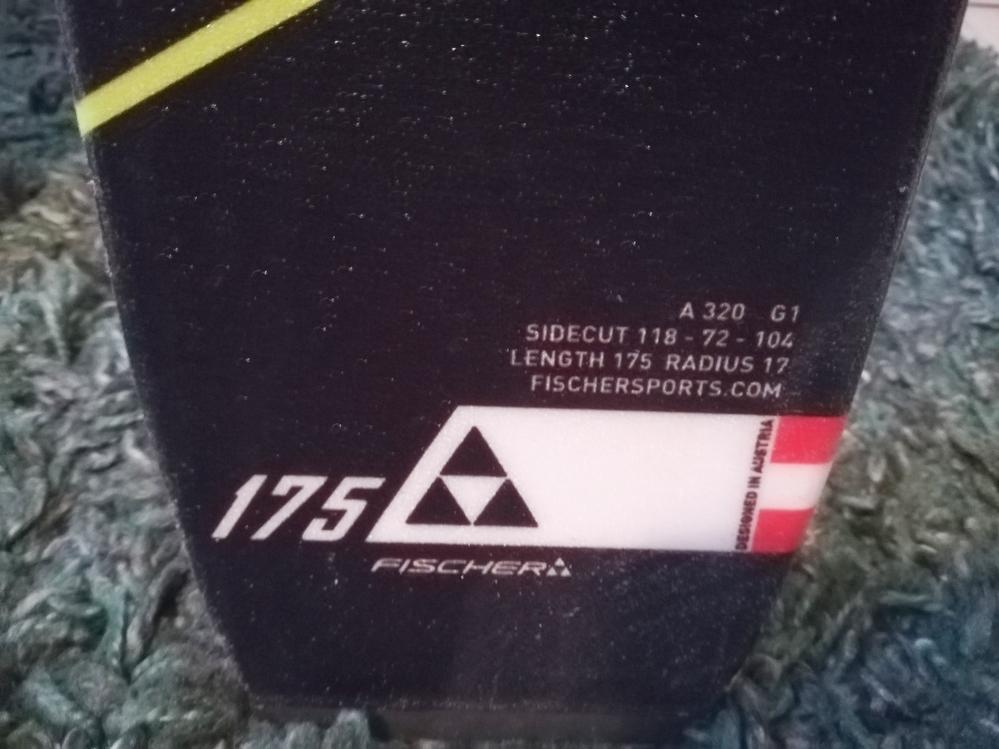 A 320 G1
SIDECUT 118 - 72 - 104
LENGTH 175 RADIUS 17
FISCHERSPORTS.COM
DESIGNED IN AUSTRIA
175
FISCHER